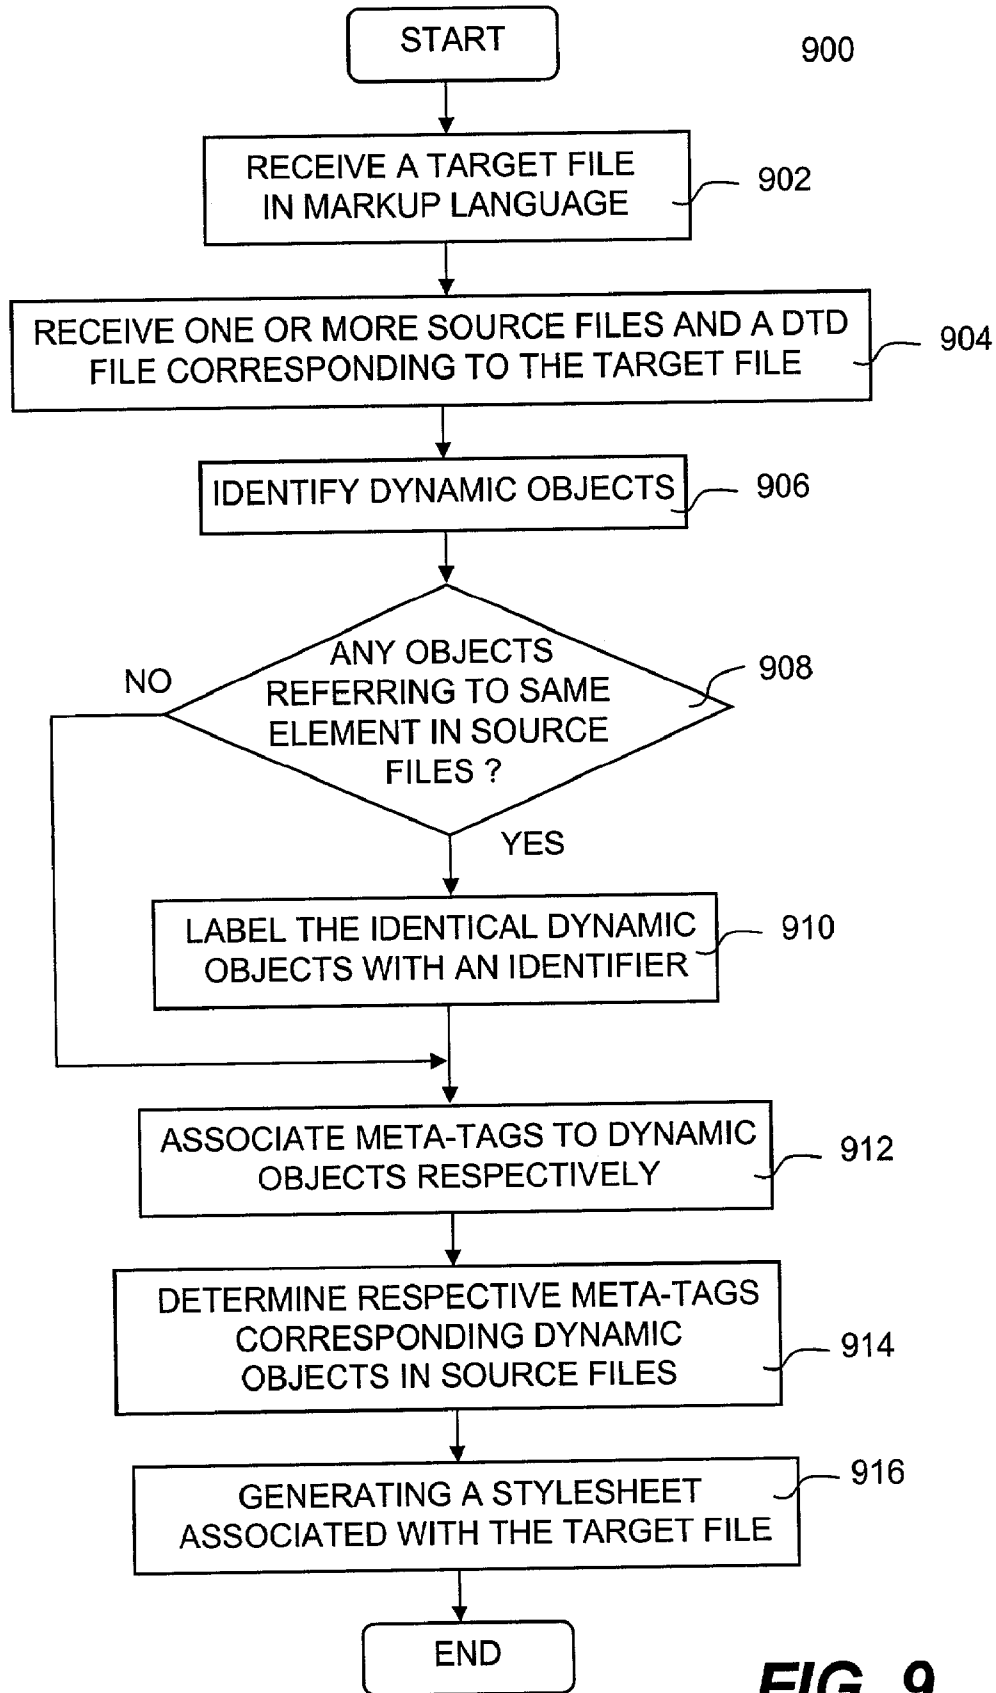 START
900
RECEIVE A TARGET FILE
IN MARKUP LANGUAGE
902
RECEIVE ONE OR MORE SOURCE FILES AND A DTD
FILE CORRESPONDING TO THE TARGET FILE
904
IDENTIFY DYNAMIC OBJECTS
906
ANY OBJECTS
REFERRING TO SAME
ELEMENT IN SOURCE
FILES ?
908
NO
YES
LABEL THE IDENTICAL DYNAMIC
OBJECTS WITH AN IDENTIFIER
910
ASSOCIATE META-TAGS TO DYNAMIC
OBJECTS RESPECTIVELY
912
DETERMINE RESPECTIVE META-TAGS
CORRESPONDING DYNAMIC
OBJECTS IN SOURCE FILES
914
GENERATING A STYLESHEET
ASSOCIATED WITH THE TARGET FILE
916
END
FIG. 9